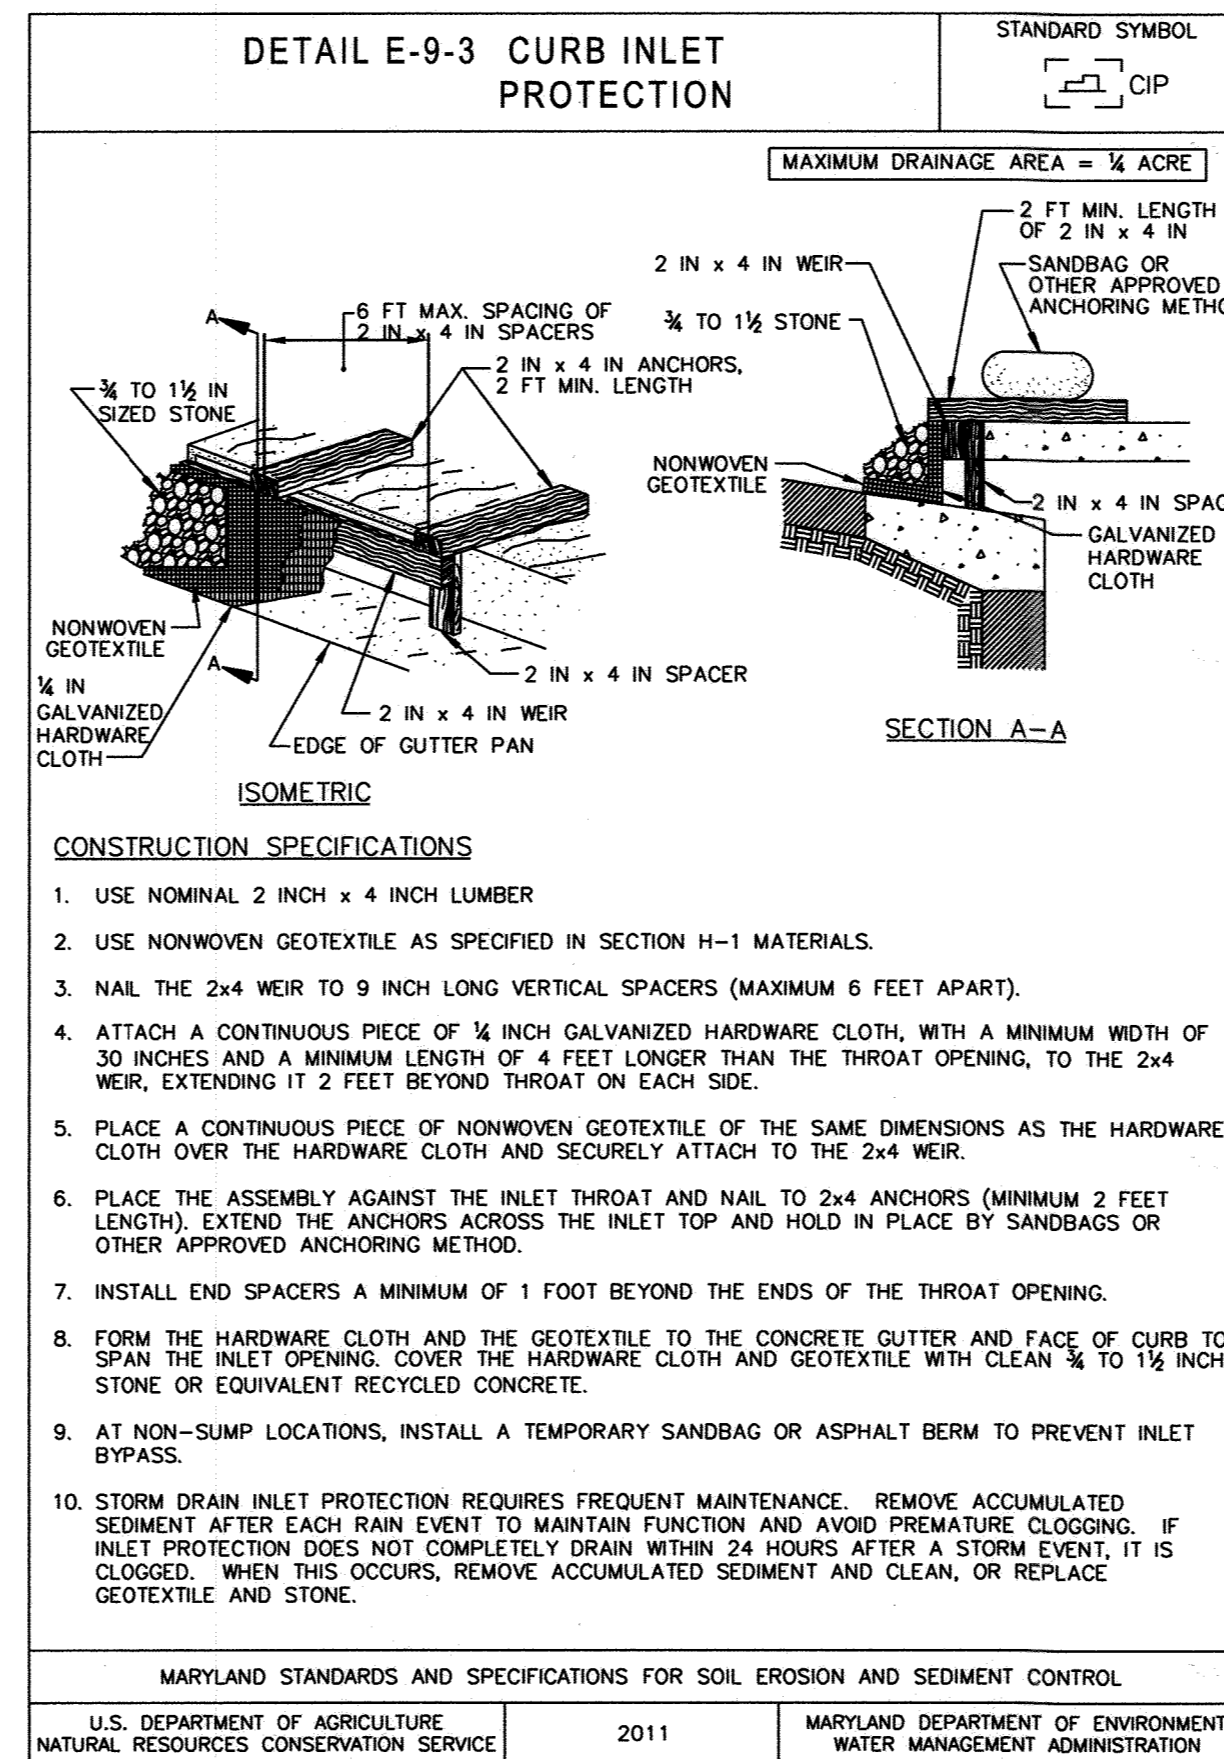 DETAIL E-9-3 CURB INLET
PROTECTION
STANDARD SYMBOL
CIP
MAXIMUM DRAINAGE AREA = ¼ ACRE
A
6 FT MAX. SPACING OF
2 IN x 4 IN SPACERS
2 IN x 4 IN ANCHORS,
2 FT MIN. LENGTH
¾ TO 1½ IN
SIZED STONE
NONWOVEN
GEOTEXTILE
A
¼ IN
GALVANIZED
HARDWARE
CLOTH
2 IN x 4 IN SPACER
2 IN x 4 IN WEIR
EDGE OF GUTTER PAN
ISOMETRIC
2 FT MIN. LENGTH
OF 2 IN x 4 IN
2 IN x 4 IN WEIR
SANDBAG OR
OTHER APPROVED
ANCHORING
¾ TO 1½ STONE
NONWOVEN
GEOTEXTILE
2 IN x 4 IN
GALVANIZED
HARDWARE
CLOTH
SECTION A-A
CONSTRUCTION SPECIFICATIONS
1. USE NOMINAL 2 INCH x 4 INCH LUMBER
2. USE NONWOVEN GEOTEXTILE AS SPECIFIED IN SECTION H-1 MATERIALS.
3. NAIL THE 2x4 WEIR TO 9 INCH LONG VERTICAL SPACERS (MAXIMUM 6 FEET APART).
4. ATTACH A CONTINUOUS PIECE OF ¼ INCH GALVANIZED HARDWARE CLOTH, WITH A MINIMUM WIDTH OF
30 INCHES AND A MINIMUM LENGTH OF 4 FEET LONGER THAN THE THROAT OPENING, TO THE 2x4
WEIR, EXTENDING IT 2 FEET BEYOND THROAT ON EACH SIDE.
5. PLACE A CONTINUOUS PIECE OF NONWOVEN GEOTEXTILE OF THE SAME DIMENSIONS AS THE HARDWARE
CLOTH OVER THE HARDWARE CLOTH AND SECURELY ATTACH TO THE 2x4 WEIR.
6. PLACE THE ASSEMBLY AGAINST THE INLET THROAT AND NAIL TO 2x4 ANCHORS (MINIMUM 2 FEET
LENGTH). EXTEND THE ANCHORS ACROSS THE INLET TOP AND HOLD IN PLACE BY SANDBAGS OR
OTHER APPROVED ANCHORING METHOD.
7. INSTALL END SPACERS A MINIMUM OF 1 FOOT BEYOND THE ENDS OF THE THROAT OPENING.
8. FORM THE HARDWARE CLOTH AND THE GEOTEXTILE TO THE CONCRETE GUTTER AND FACE OF CURB TO
SPAN THE INLET OPENING. COVER THE HARDWARE CLOTH AND GEOTEXTILE WITH CLEAN ¾ TO 1½ INCH
STONE OR EQUIVALENT RECYCLED CONCRETE.
9. AT NON-SUMP LOCATIONS, INSTALL A TEMPORARY SANDBAG OR ASPHALT BERM TO PREVENT INLET
BYPASS.
10. STORM DRAIN INLET PROTECTION REQUIRES FREQUENT MAINTENANCE. REMOVE ACCUMULATED
SEDIMENT AFTER EACH RAIN EVENT TO MAINTAIN FUNCTION AND AVOID PREMATURE CLOGGING. IF
INLET PROTECTION DOES NOT COMPLETELY DRAIN WITHIN 24 HOURS AFTER A STORM EVENT, IT IS
CLOGGED. WHEN THIS OCCURS, REMOVE ACCUMULATED SEDIMENT AND CLEAN, OR REPLACE
GEOTEXTILE AND STONE.
MARYLAND STANDARDS AND SPECIFICATIONS FOR SOIL EROSION AND SEDIMENT CONTROL
U.S. DEPARTMENT OF AGRICULTURE
NATURAL RESOURCES CONSERVATION SERVICE
2011
MARYLAND DEPARTMENT OF ENVIRONMENT
WATER MANAGEMENT ADMINISTRATION